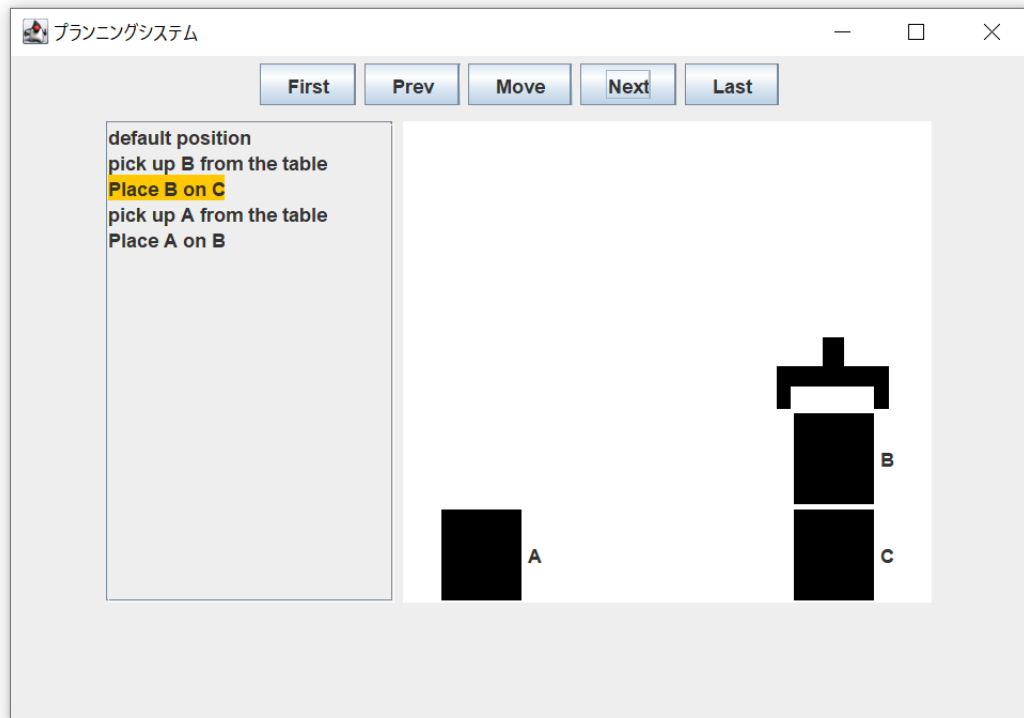 プランニングシステム
First Prev Move Next Last
default position
pick up B from the table
Place B on C
pick up A from the table
Place A on B
B
A
C